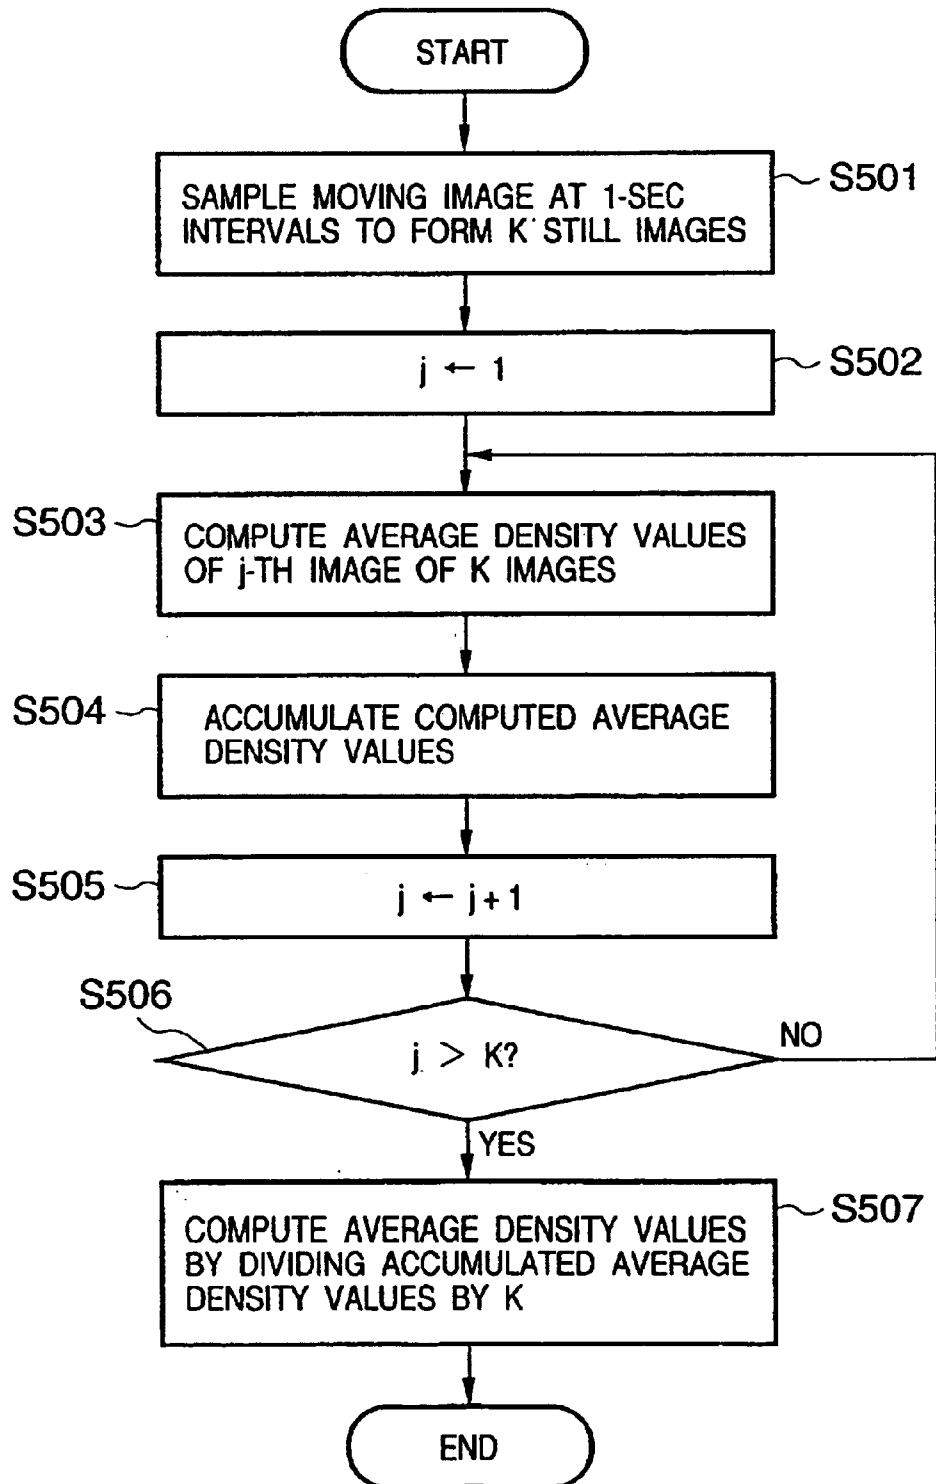 START
SAMPLE MOVING IMAGE AT 1-SEC
INTERVALS TO FORM K STILL IMAGES
S501
j ← 1
S502
S503
COMPUTE AVERAGE DENSITY VALUES
OF j-TH IMAGE OF K IMAGES
S504
ACCUMULATE COMPUTED AVERAGE
DENSITY VALUES
S505
j ← j+1
S506
j > K?
NO
YES
COMPUTE AVERAGE DENSITY VALUES
BY DIVIDING ACCUMULATED AVERAGE
DENSITY VALUES BY K
S507
END